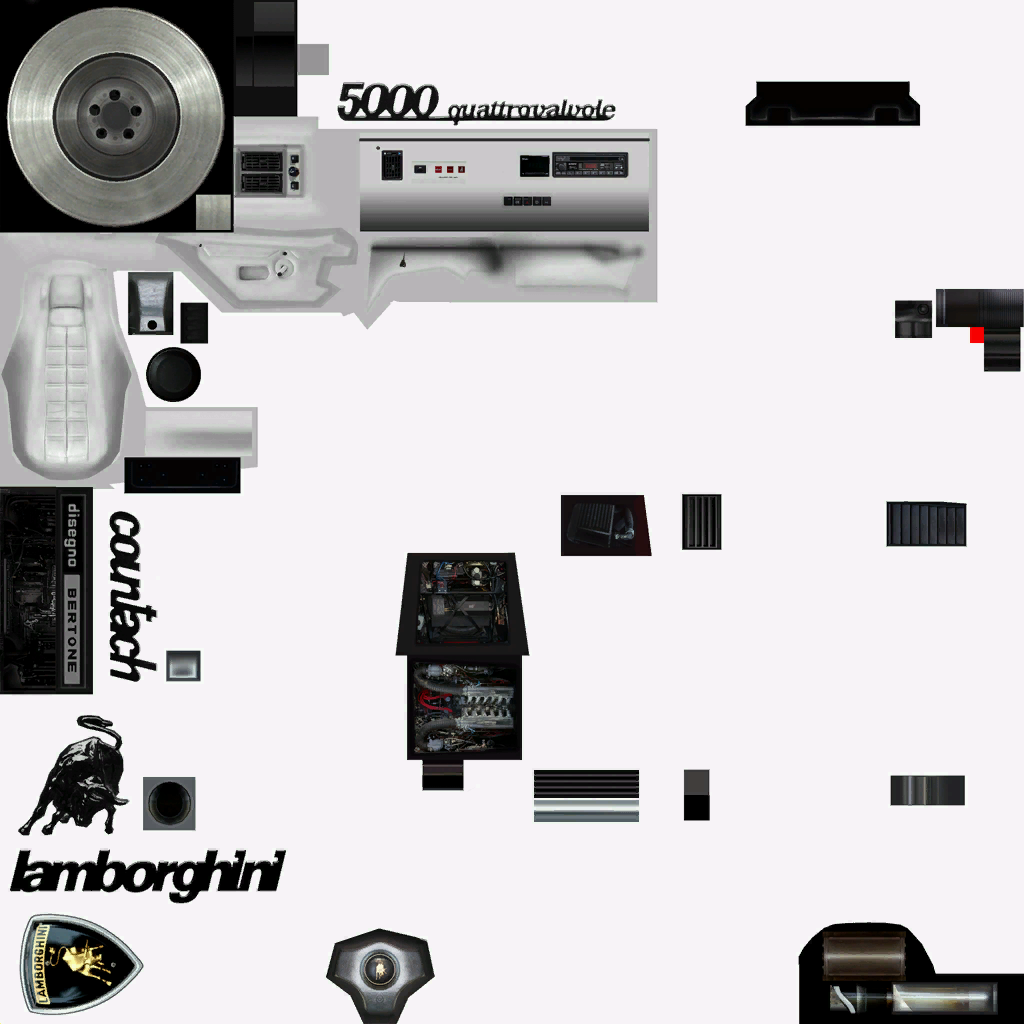 5000 quattrovalvole
disegno
BERTONE
countach
lamborghini
LAMBORGHINI